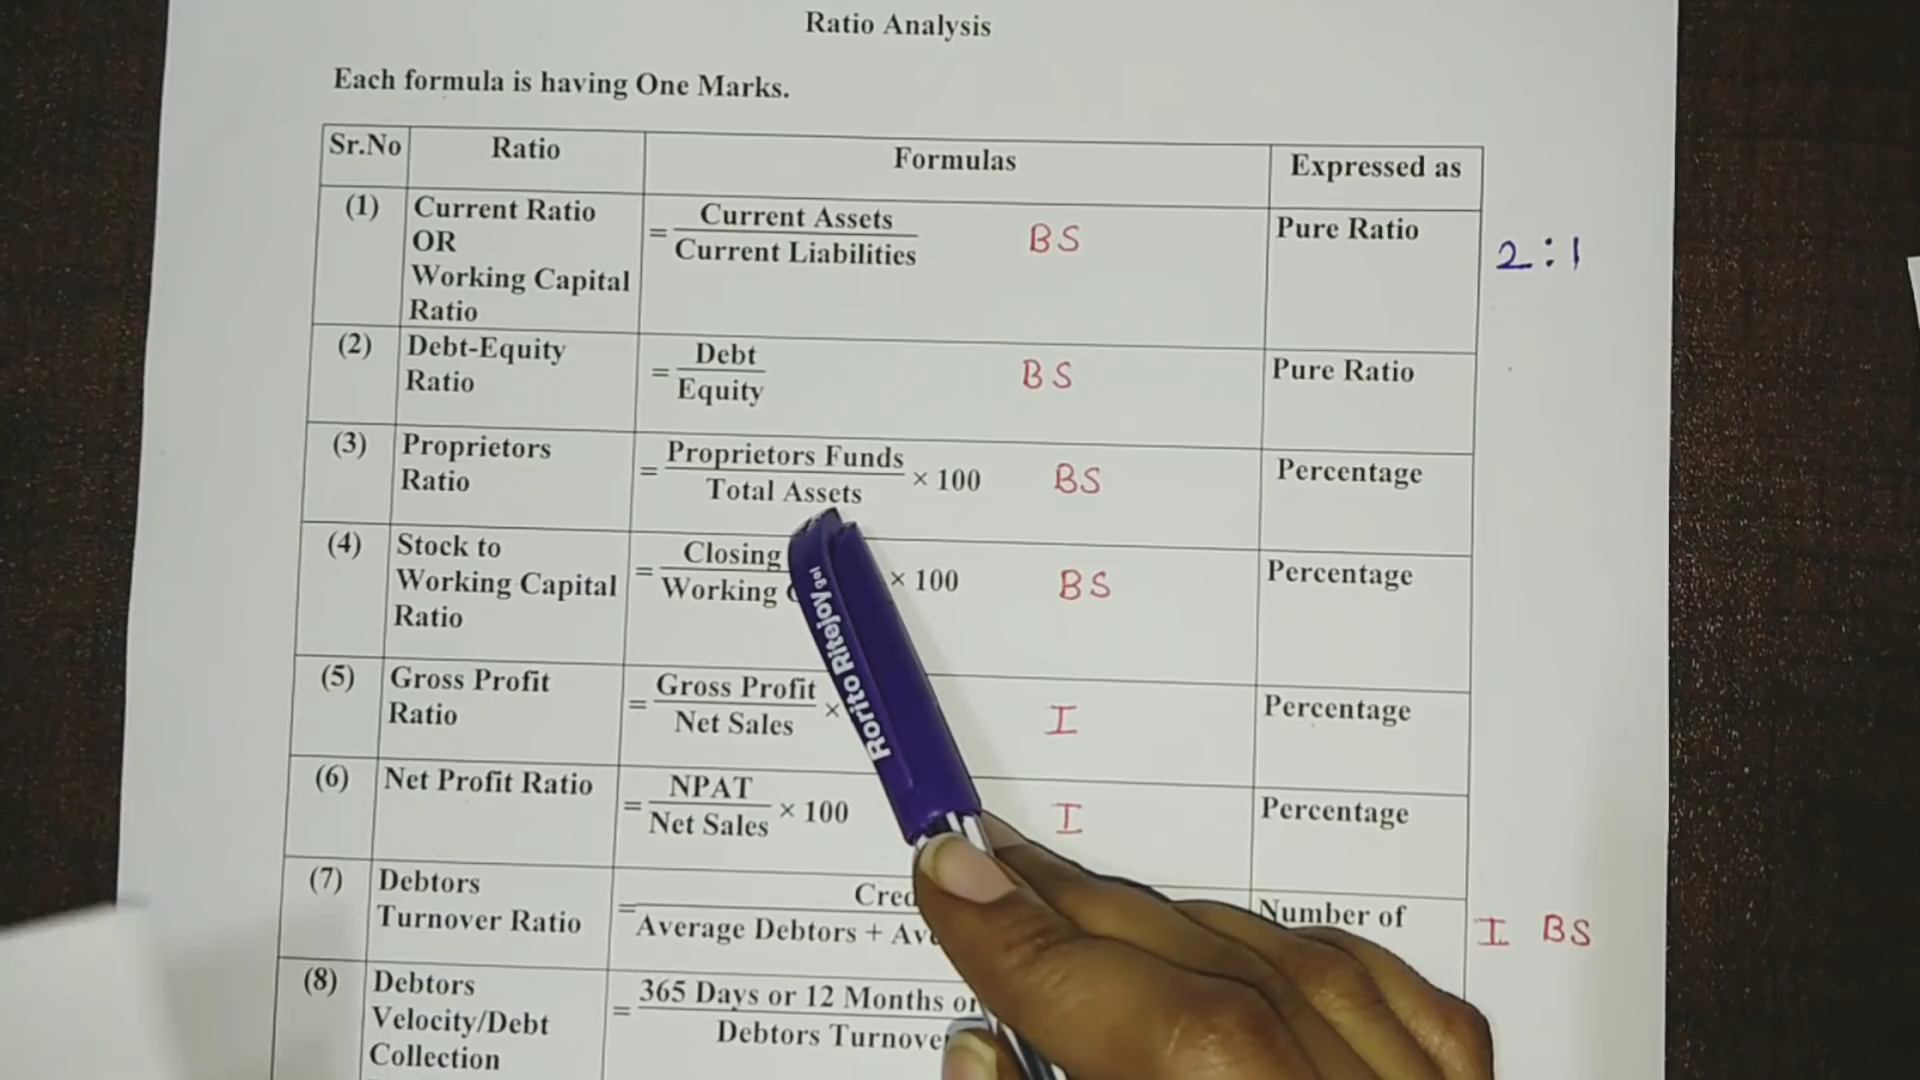 Ratio Analysis
Each formula is having One Marks.
Sr.No Ratio Formulas Expressed as
(1) Current Ratio OR Working Capital Ratio = Current Assets / Current Liabilities BS Pure Ratio 2:1
(2) Debt-Equity Ratio = Debt / Equity BS Pure Ratio
(3) Proprietors Ratio = Proprietors Funds / Total Assets × 100 BS Percentage
(4) Stock to Working Capital Ratio = Closing / Working × 100 BS Percentage
(5) Gross Profit Ratio = Gross Profit / Net Sales × I Percentage
(6) Net Profit Ratio = NPAT / Net Sales × 100 I Percentage
(7) Debtors Turnover Ratio = Average Debtors + Number of I BS
(8) Debtors Velocity/Debt Collection = 365 Days or 12 Months or / Debtors
Rorito Ritejoy gel